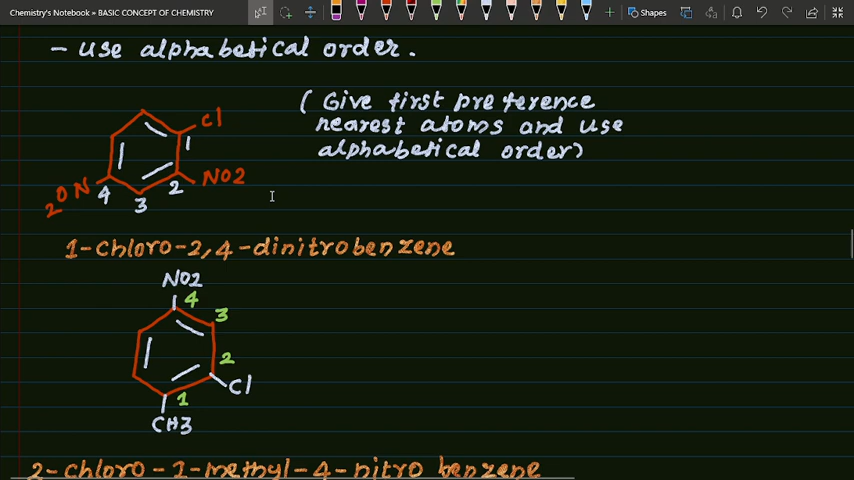 Chemistry's Notebook » BASIC CONCEPT OF CHEMISTRY
Shapes
- Use alphabetical order.
( Give first preference
nearest atoms and use
alphabetical order)
Cl
1
NO2
2
3
4
2ON
1-chloro-2,4-dinitrobenzene
NO2
4
3
2
Cl
1
CH3
2-chloro-1-methyl-4-nitro benzene